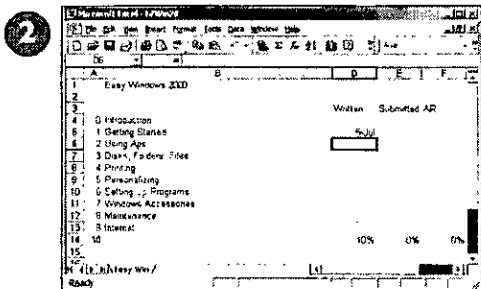 2
Microsoft Excel -
File Edit View Insert Format Tools Data Window Help
D6
A B D E F
1 Easy Windows 2000
2
3 Written Submitted AR
4 0 Introduction
5 1 Getting Started 5-Jul
6 2 Using Aps
7 3 Disks, Folders, Files
8 4 Printing
9 5 Personalizing
10 6 Setting Up Programs
11 7 Windows Accessories
12 8 Maintenance
13 9 Internet
14 10 10% 0% 0%
15
Easy Win
Ready